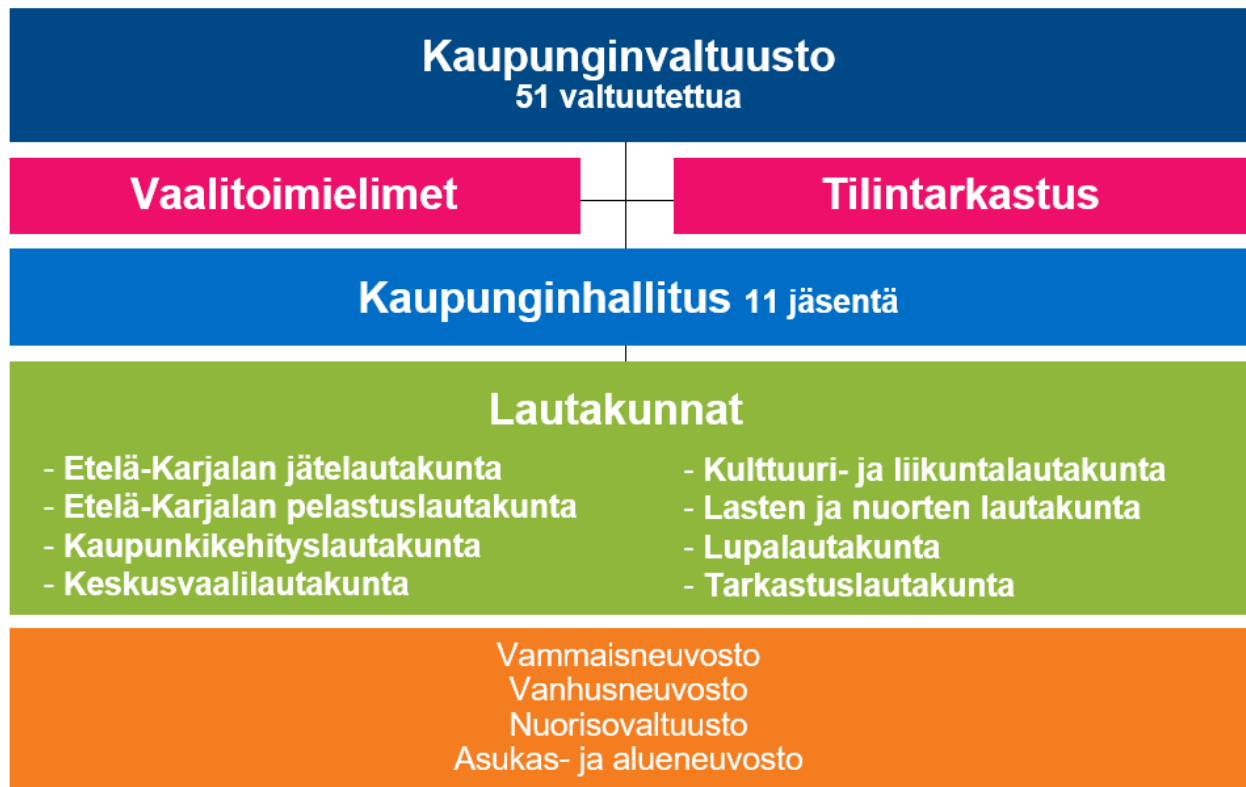 Kaupunginvaltuusto
51 valtuutettua
Vaalitoimielimet
Tilintarkastus
Kaupunginhallitus 11 jäsentä
Lautakunnat
- Etelä-Karjalan jätelautakunta
- Etelä-Karjalan pelastuslautakunta
- Kaupunkikehityslautakunta
- Keskusvaalilautakunta
- Kulttuuri- ja liikuntalautakunta
- Lasten ja nuorten lautakunta
- Lupalautakunta
- Tarkastuslautakunta
Vammaisneuvosto
Vanhusneuvosto
Nuorisovaltuusto
Asukas- ja alueneuvosto